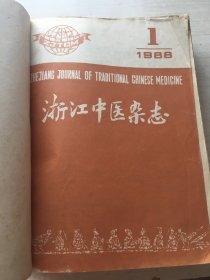 1
1986
ZHEJIANG JOURNAL OF TRADITIONAL CHINESE MEDICINE
浙江中医杂志